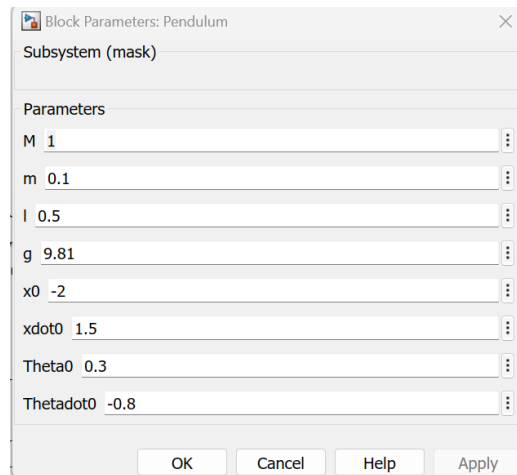 Block Parameters: Pendulum
Subsystem (mask)
Parameters
M 1
m 0.1
l 0.5
g 9.81
x0 -2
xdot0 1.5
Theta0 0.3
Thetadot0 -0.8
OK Cancel Help Apply